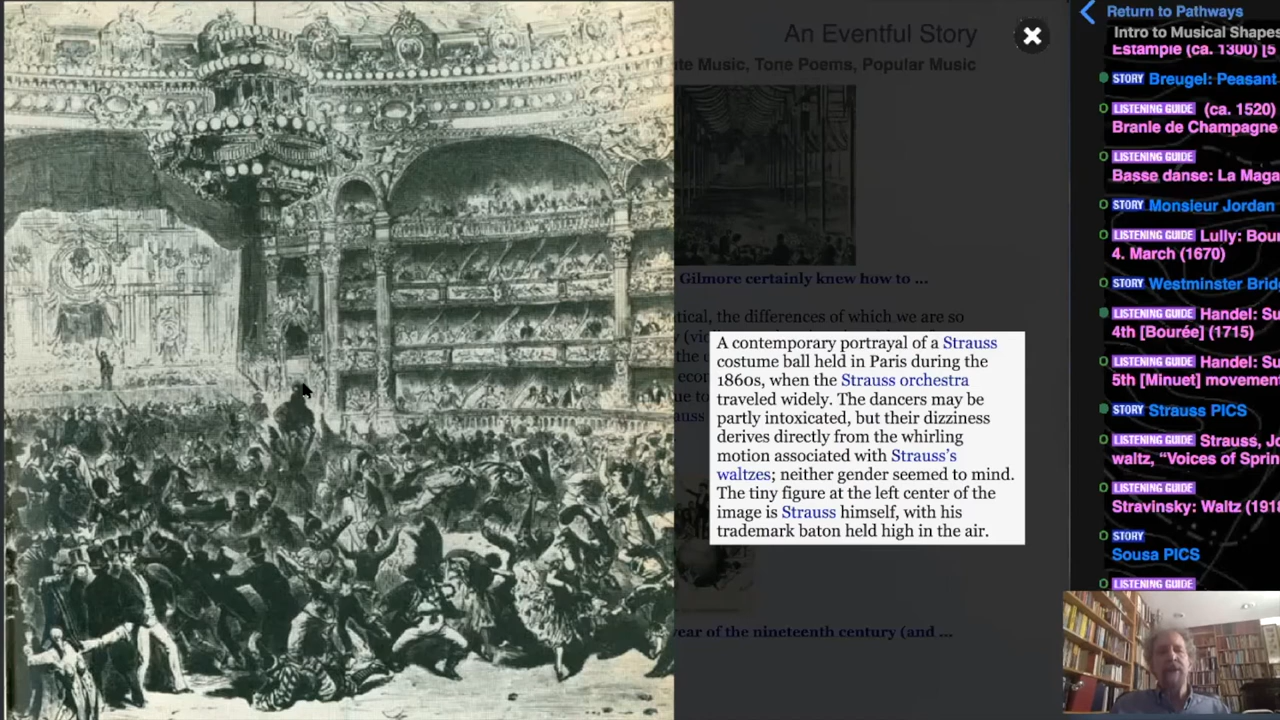 An Eventful Story
Music, Tone Poems, Popular Music
Gilmore certainly knew how to ...
the differences of which we are so
A contemporary portrayal of a Strauss
costume ball held in Paris during the
1860s, when the Strauss orchestra
traveled widely. The dancers may be
partly intoxicated, but their dizziness
derives directly from the whirling
motion associated with Strauss's
waltzes; neither gender seemed to mind.
The tiny figure at the left center of the
image is Strauss himself, with his
trademark baton held high in the air.
year of the nineteenth century (and ...
Return to Pathways
Intro to Musical Shapes
Estampie (ca. 1300) [5
STORY Breugel: Peasant
LISTENING GUIDE (ca. 1520)
Branle de Champagne
LISTENING GUIDE
Basse danse: La Maga
STORY Monsieur Jordan
LISTENING GUIDE Lully: Bour
4. March (1670)
STORY Westminster Bridg
LISTENING GUIDE Handel: Su
4th [Bourée] (1715)
LISTENING GUIDE Handel: Su
5th [Minuet] movement
STORY Strauss PICS
LISTENING GUIDE Strauss, Jo
waltz, “Voices of Sprin
LISTENING GUIDE
Stravinsky: Waltz (1918
STORY
Sousa PICS
LISTENING GUIDE